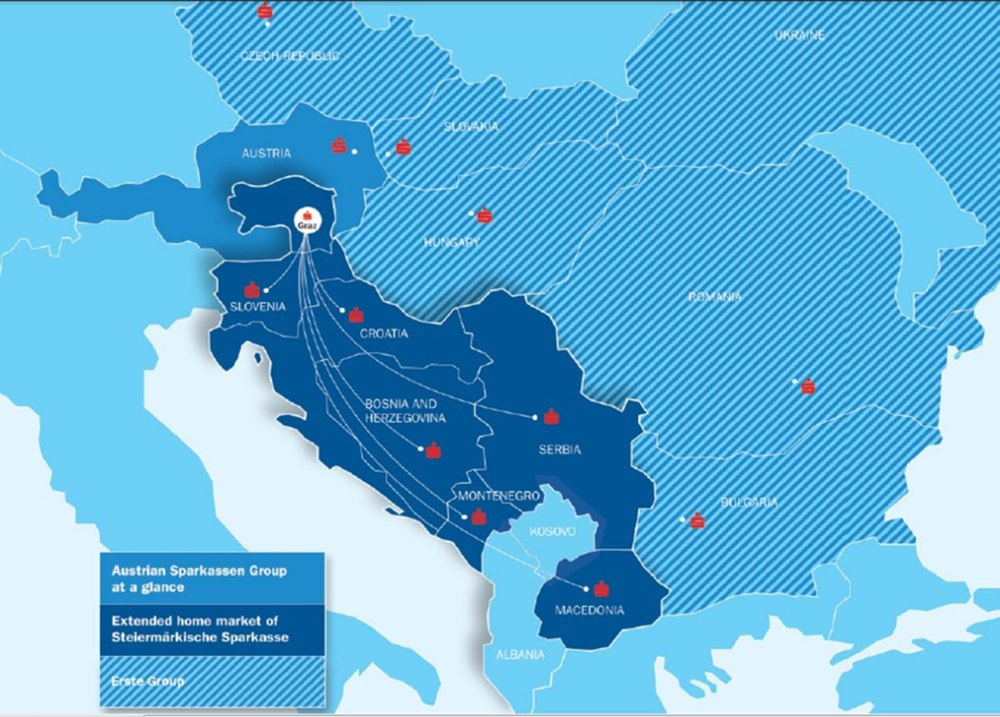 UKRAINE
CZECH REPUBLIC
SLOVAKIA
AUSTRIA
Graz
HUNGARY
ROMANIA
SLOVENIA
CROATIA
BOSNIA AND
HERZEGOVINA
SERBIA
MONTENEGRO
BULGARIA
KOSOVO
MACEDONIA
ALBANIA
Austrian Sparkassen Group
at a glance
Extended home market of
Steiermärkische Sparkasse
Erste Group